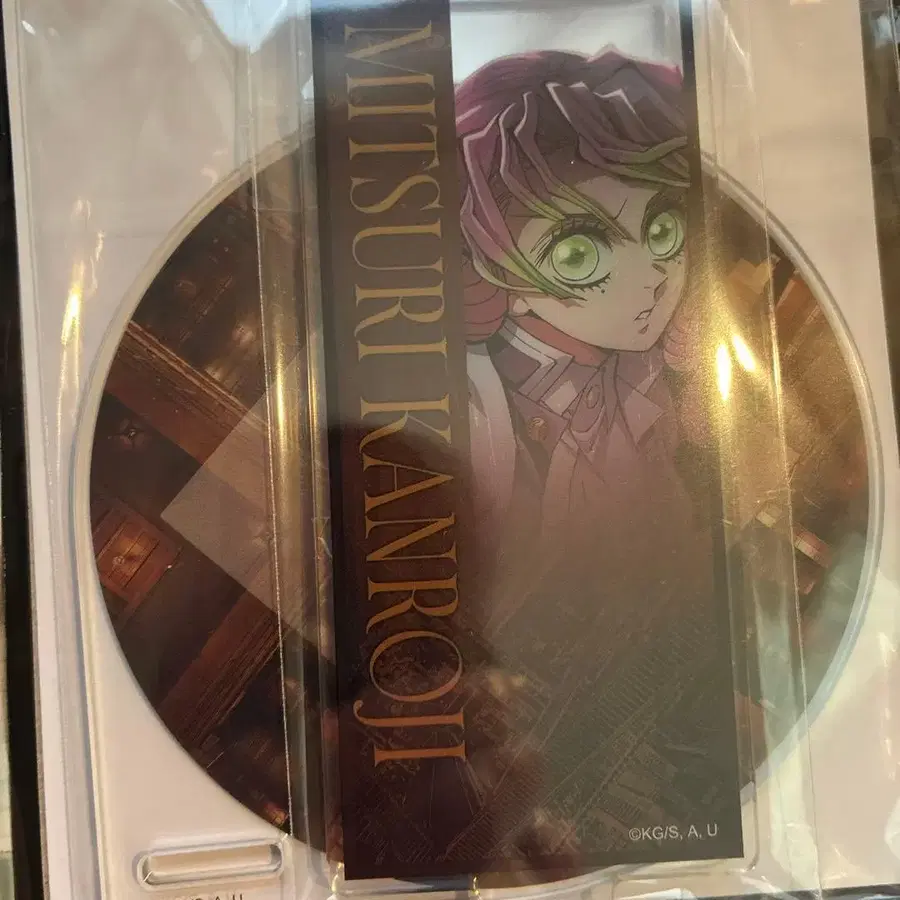 MITSURI KANROJI
©KG/S, A, U